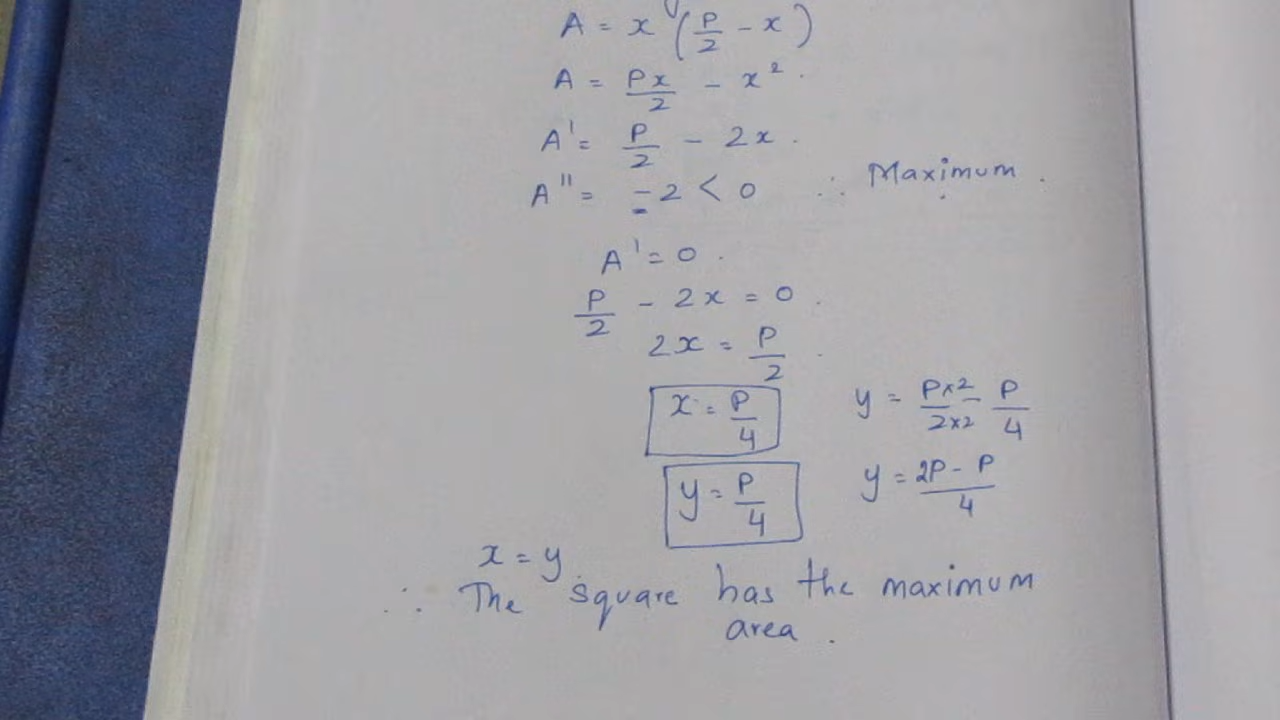 A = x (P/2 - x)
A = Px/2 - x².
A' = P/2 - 2x.
A'' = -2 < 0 ∴ Maximum.
A' = 0.
P/2 - 2x = 0.
2x = P/2.
x = P/4 y = P×2/2×2 - P/4
y = P/4 y = 2P - P/4
x = y.
∴ The square has the maximum
area.